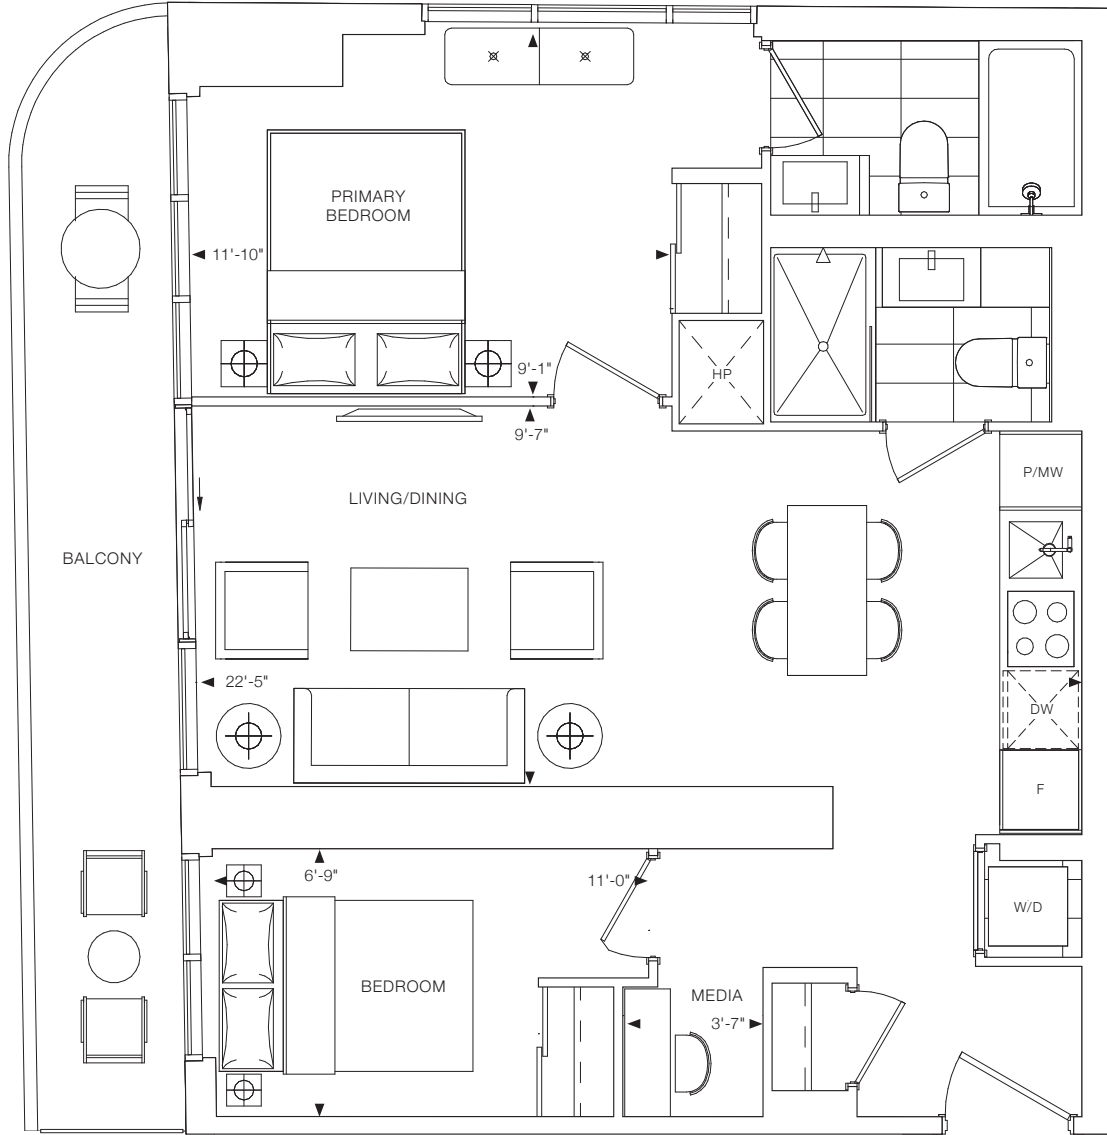 PRIMARY
BEDROOM
11'-10"
HP
9'-1"
9'-7"
P/MW
LIVING/DINING
BALCONY
22'-5"
DW
F
6'-9"
11'-0"
W/D
BEDROOM
MEDIA
3'-7"